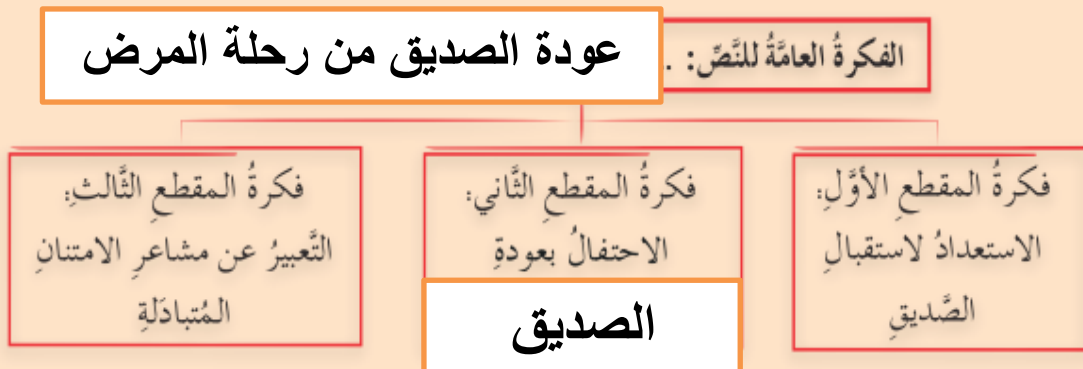 الفكرةُ العامَّةُ للنَّصِّ: .
عودة الصديق من رحلة المرض
فكرةُ المقطعِ الأوَّلِ:
الاستعدادُ لاستقبالِ
الصَّديقِ
فكرةُ المقطعِ الثَّاني:
الاحتفالُ بعودةِ
الصديق
فكرةُ المقطعِ الثَّالثِ:
التَّعبيرُ عن مشاعرِ الامتنانِ
المُتبادَلةِ